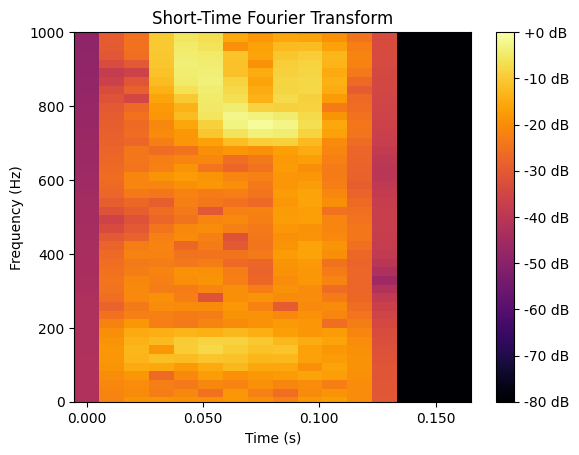 Short-Time Fourier Transform
Frequency (Hz)
1000
800
600
400
200
0
0.000
0.050
0.100
0.150
Time (s)
+0 dB
-10 dB
-20 dB
-30 dB
-40 dB
-50 dB
-60 dB
-70 dB
-80 dB